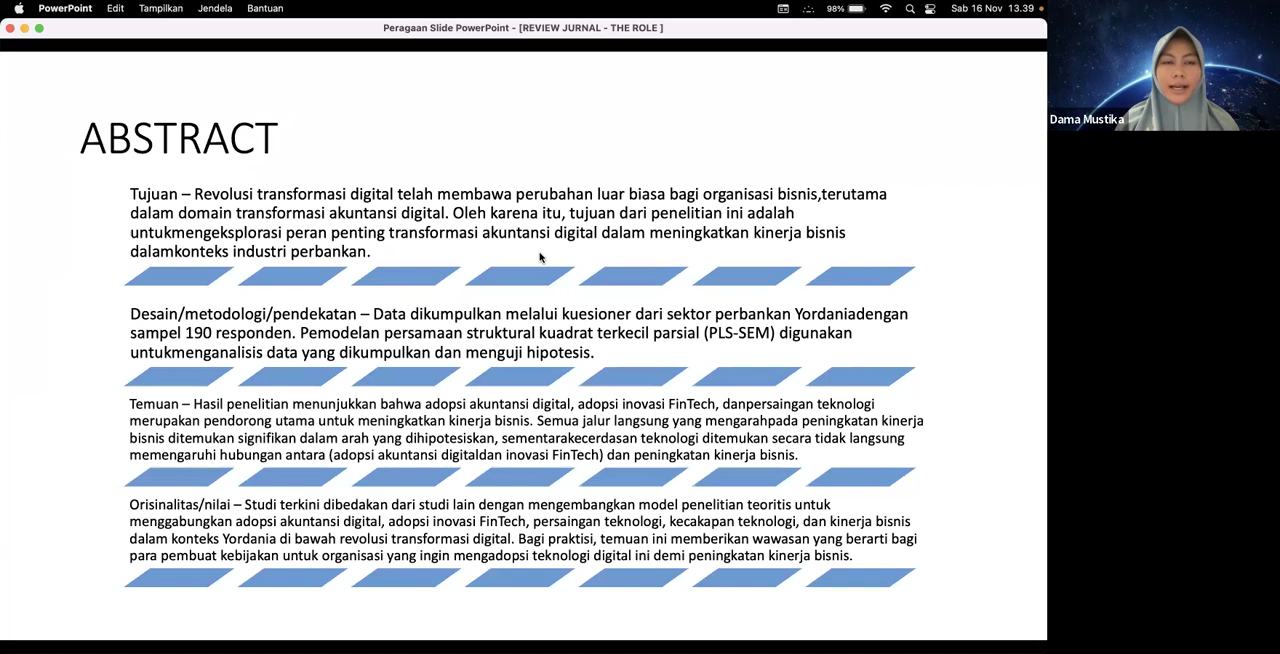 PowerPoint Edit Tampilkan Jendela Bantuan 98% Sab 16 Nov 13.39
Peragaan Slide PowerPoint - [REVIEW JURNAL - THE ROLE ]
Dama Mustika
ABSTRACT
Tujuan – Revolusi transformasi digital telah membawa perubahan luar biasa bagi organisasi bisnis,terutama
dalam domain transformasi akuntansi digital. Oleh karena itu, tujuan dari penelitian ini adalah
untukmengeksplorasi peran penting transformasi akuntansi digital dalam meningkatkan kinerja bisnis
dalamkonteks industri perbankan.
Desain/metodologi/pendekatan – Data dikumpulkan melalui kuesioner dari sektor perbankan Yordaniadengan
sampel 190 responden. Pemodelan persamaan struktural kuadrat terkecil parsial (PLS-SEM) digunakan
untukmenganalisis data yang dikumpulkan dan menguji hipotesis.
Temuan – Hasil penelitian menunjukkan bahwa adopsi akuntansi digital, adopsi inovasi FinTech, danpersaingan teknologi
merupakan pendorong utama untuk meningkatkan kinerja bisnis. Semua jalur langsung yang mengarahpada peningkatan kinerja
bisnis ditemukan signifikan dalam arah yang dihipotesiskan, sementarakecerdasan teknologi ditemukan secara tidak langsung
memengaruhi hubungan antara (adopsi akuntansi digitaldan inovasi FinTech) dan peningkatan kinerja bisnis.
Orisinalitas/nilai – Studi terkini dibedakan dari studi lain dengan mengembangkan model penelitian teoritis untuk
menggabungkan adopsi akuntansi digital, adopsi inovasi FinTech, persaingan teknologi, kecakapan teknologi, dan kinerja bisnis
dalam konteks Yordania di bawah revolusi transformasi digital. Bagi praktisi, temuan ini memberikan wawasan yang berarti bagi
para pembuat kebijakan untuk organisasi yang ingin mengadopsi teknologi digital ini demi peningkatan kinerja bisnis.